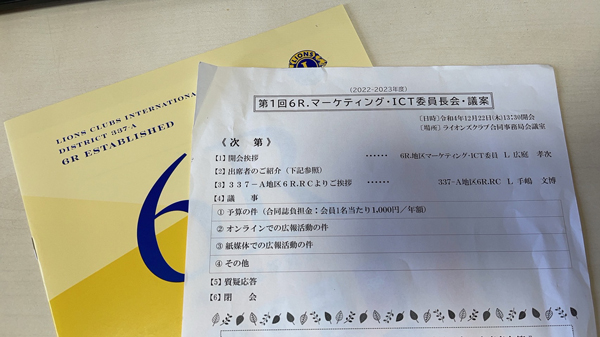 LIONS
LIONS CLUBS INTERNATIONAL
DISTRICT 337-A
6R ESTABLISHED
6
(2022-2023年度)
第1回6R.マーケティング・ICT委員長会・議案
〔日時〕令和4年12月22日(木)13:30開会
〔場所〕ライオンズクラブ合同事務局会議室
《 次 第 》
【1】開会挨拶 ‥‥‥ 6R.地区マーケティング・ICT委員 L 広庭 孝次
【2】出席者のご紹介(下記参照)
【3】337-A地区6R.RCよりご挨拶 ‥‥‥ 337-A地区6R.RC L 手嶋 文博
【4】議 事
① 予算の件(合同誌負担金:会員1名当たり1,000円/年額)
② オンラインでの広報活動の件
③ 紙媒体での広報活動の件
④ その他
【5】質疑応答
【6】閉 会